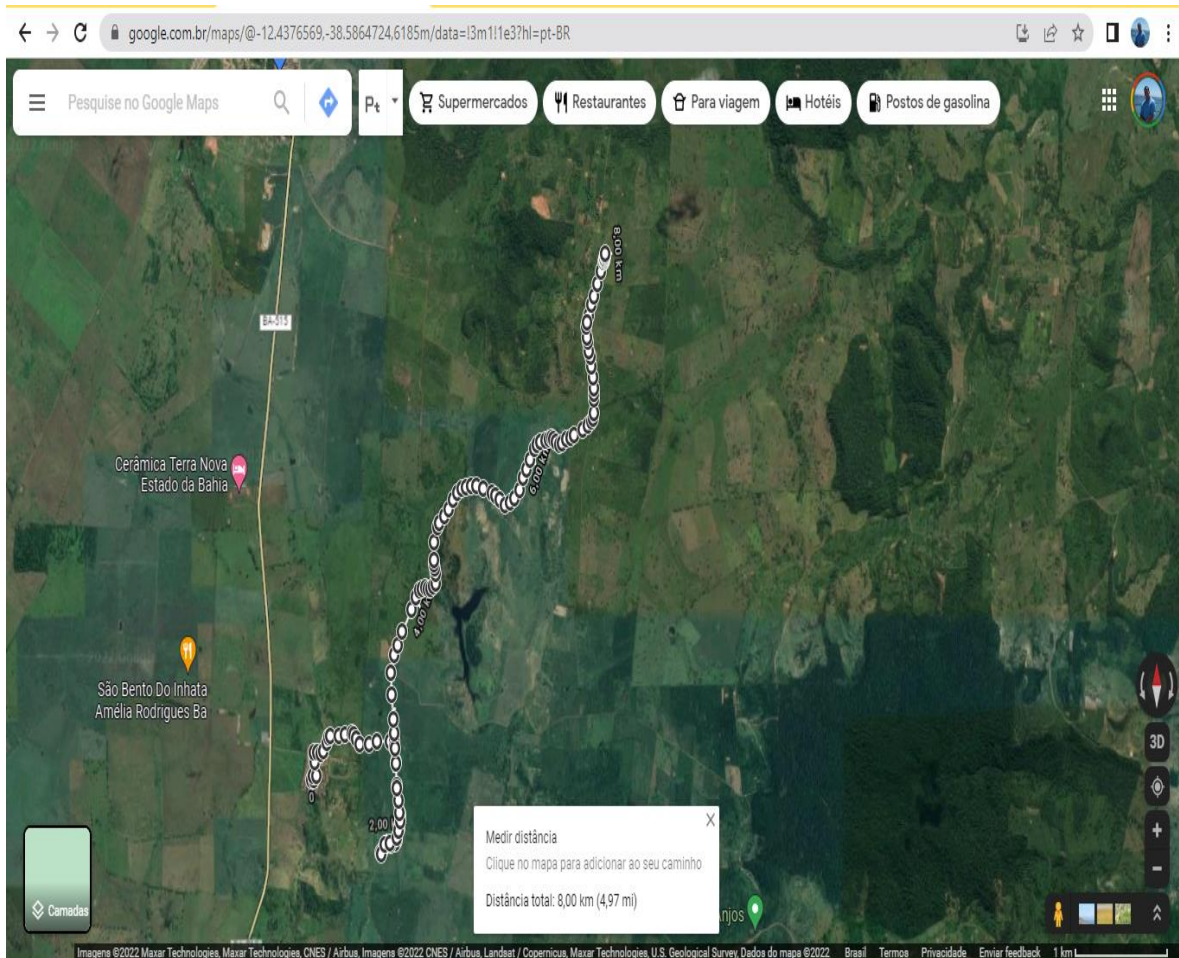 google.com.br/maps/@-12.4376569,-38.5864724,6185m/data=!3m1!1e3?hl=pt-BR
Pesquise no Google Maps
Pt
Supermercados
Restaurantes
Para viagem
Hotéis
Postos de gasolina
8,00 km
BA-515
Cerâmica Terra Nova
Estado da Bahia
6,00 km
4,00 k
São Bento Do Inhata
Amélia Rodrigues Ba
3D
0
2,00
Medir distância
Clique no mapa para adicionar ao seu caminho
Distância total: 8,00 km (4,97 mi)
njos
Camadas
Imagens ©2022 Maxar Technologies, Maxar Technologies, CNES / Airbus, Imagens ©2022 CNES / Airbus, Landsat / Copernicus, Maxar Technologies, U.S. Geological Survey, Dados do mapa ©2022 Brasil Termos Privacidade Enviar feedback 1 km